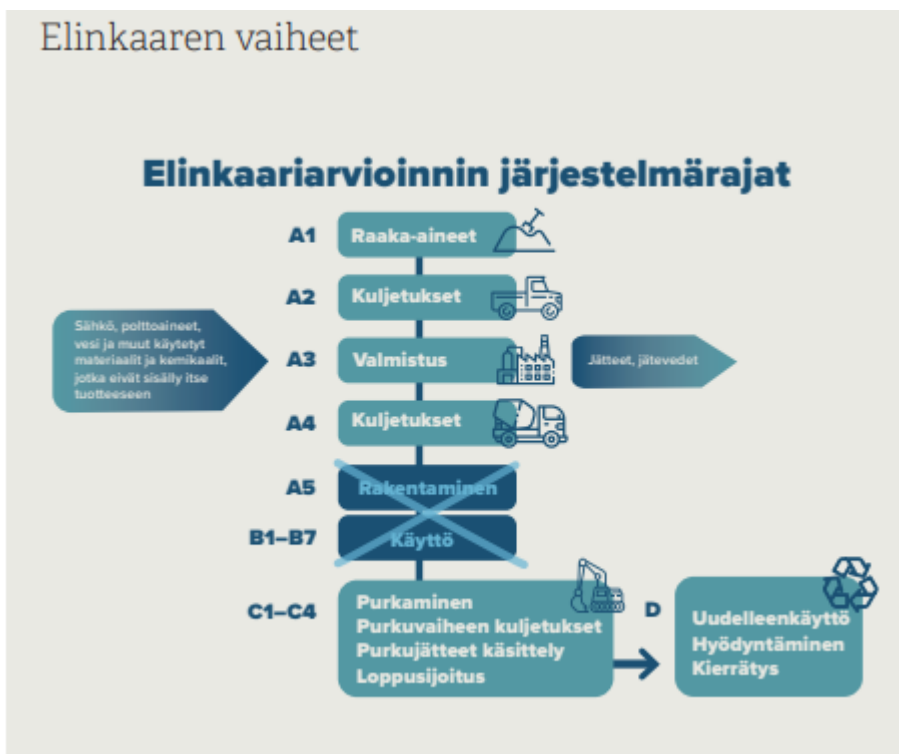 Elinkaaren vaiheet
Elinkaariarvioinnin järjestelmärajat
A1
Raaka-aineet
A2
Kuljetukset
Sähkö, polttoaineet,
vesi ja muut käytetyt
materiaalit ja kemikaalit,
jotka eivät sisälly itse
tuotteeseen
A3
Valmistus
Jätteet, jätevedet
A4
Kuljetukset
A5
Rakentaminen
B1–B7
Käyttö
C1–C4
Purkaminen
Purkuvaiheen kuljetukset
Purkujätteet käsittely
Loppusijoitus
D
Uudelleenkäyttö
Hyödyntäminen
Kierrätys